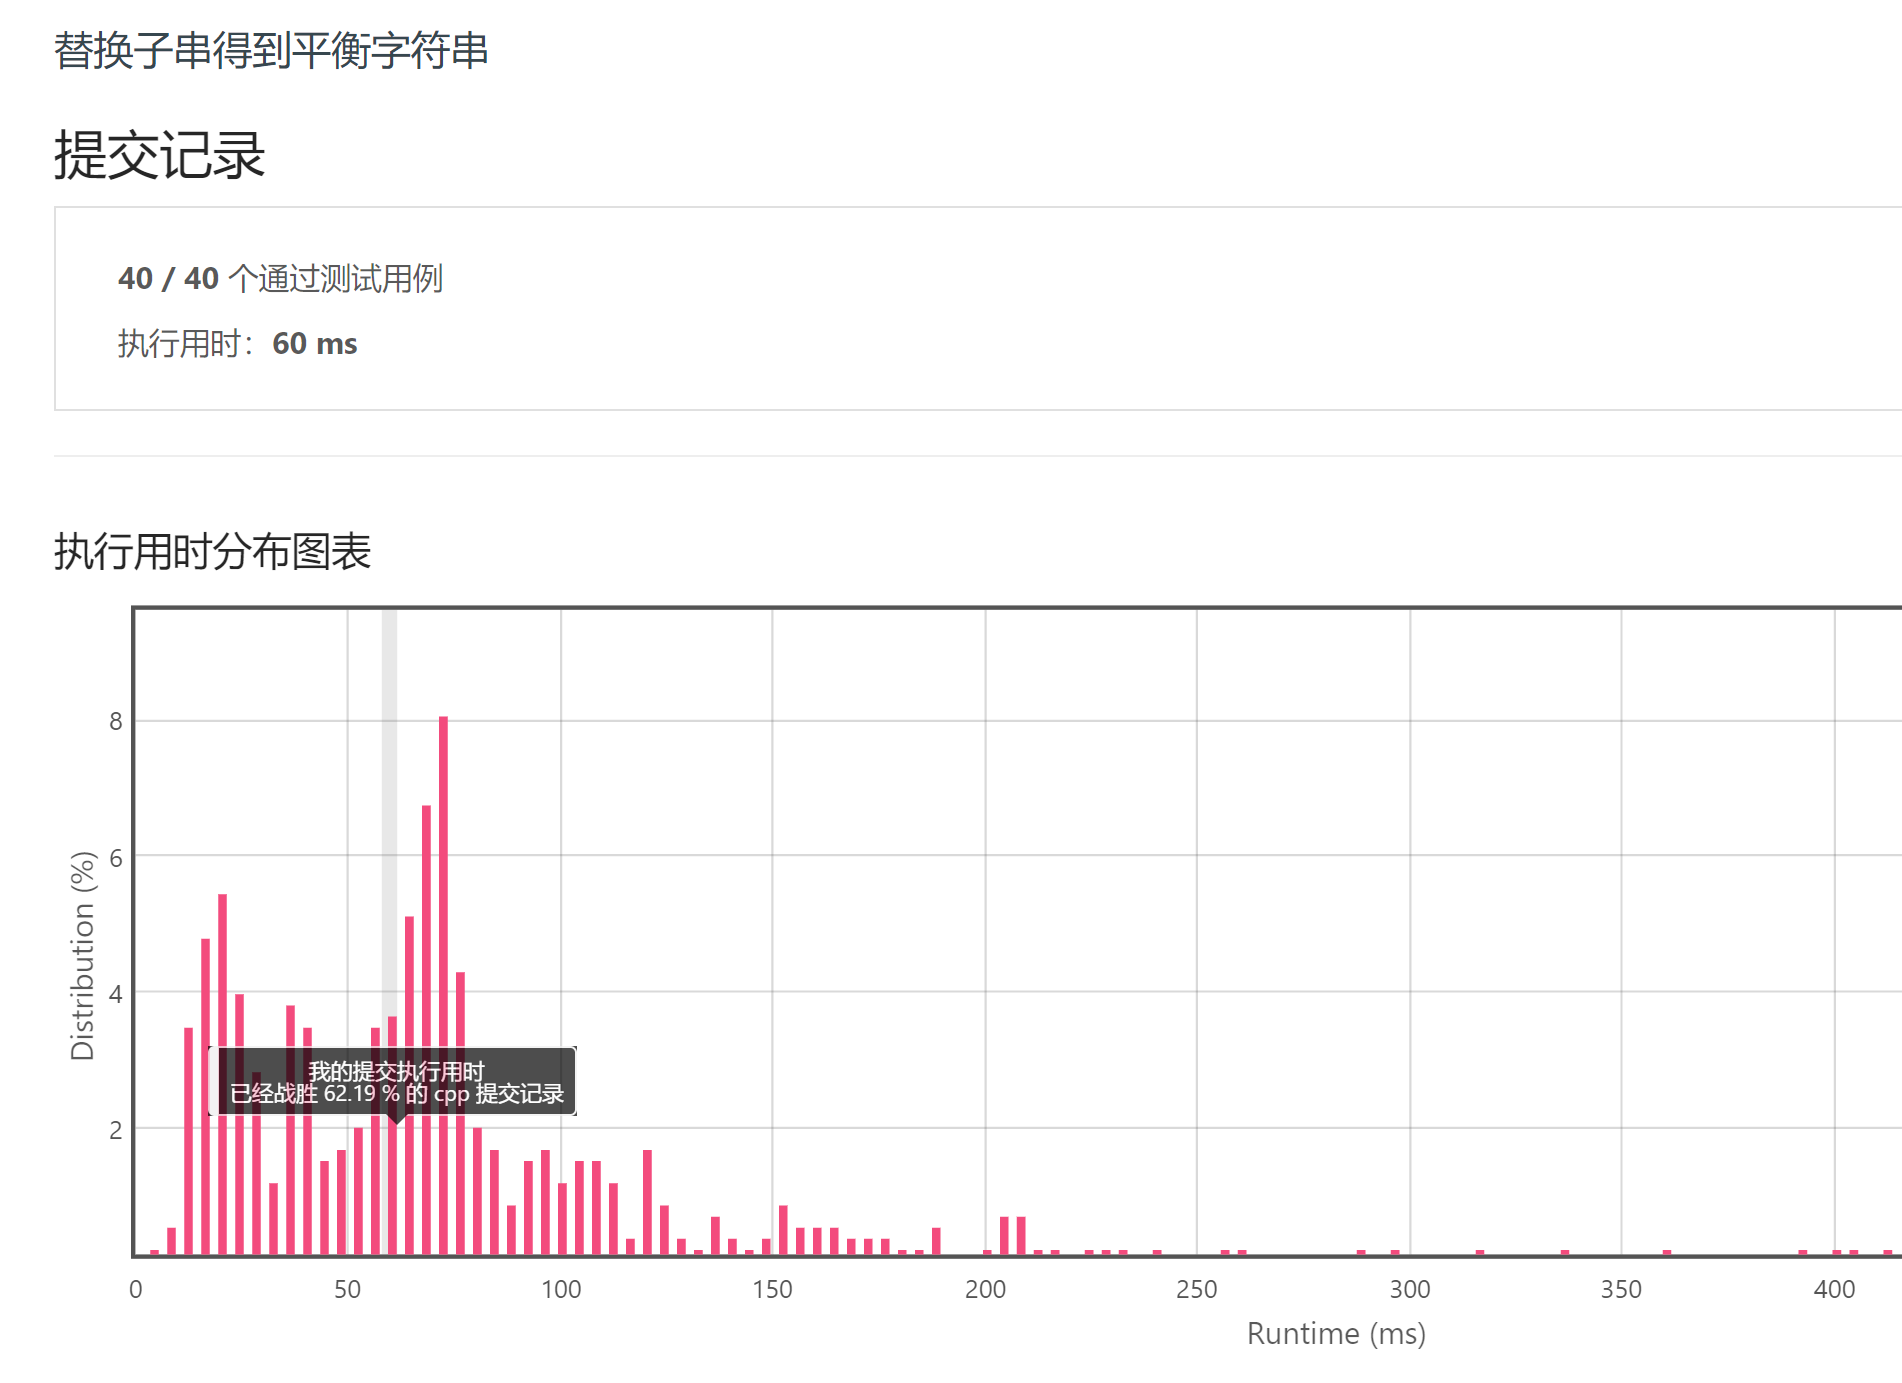 替换子串得到平衡字符串
提交记录
40 / 40 个通过测试用例
执行用时：60 ms
执行用时分布图表
8
6
4
2
Distribution (%)
我的提交执行用时
已经战胜 62.19 % 的 cpp 提交记录
0 50 100 150 200 250 300 350 400
Runtime (ms)